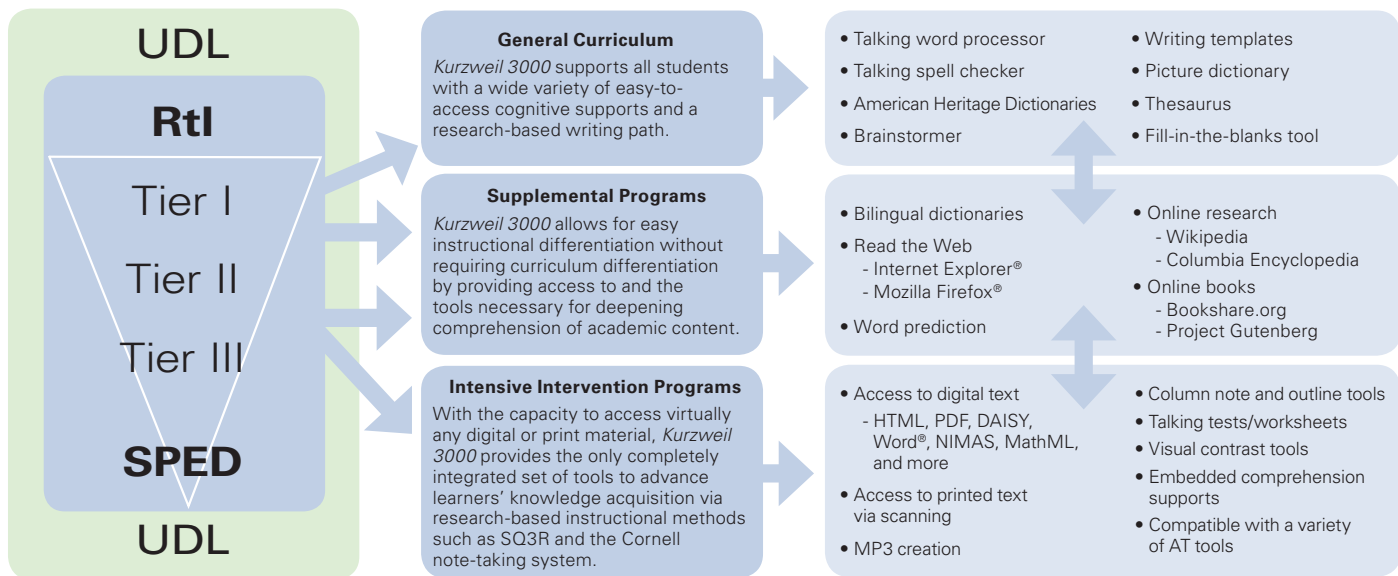 UDL
RtI
Tier I
Tier II
Tier III
SPED
UDL
General Curriculum
Kurzweil 3000 supports all students
with a wide variety of easy-to-
access cognitive supports and a
research-based writing path.
Supplemental Programs
Kurzweil 3000 allows for easy
instructional differentiation without
requiring curriculum differentiation
by providing access to and the
tools necessary for deepening
comprehension of academic content.
Intensive Intervention Programs
With the capacity to access virtually
any digital or print material, Kurzweil
3000 provides the only completely
integrated set of tools to advance
learners’ knowledge acquisition via
research-based instructional methods
such as SQ3R and the Cornell
note-taking system.
• Talking word processor
• Talking spell checker
• American Heritage Dictionaries
• Brainstormer
• Writing templates
• Picture dictionary
• Thesaurus
• Fill-in-the-blanks tool
• Bilingual dictionaries
• Read the Web
- Internet Explorer®
- Mozilla Firefox®
• Word prediction
• Online research
- Wikipedia
- Columbia Encyclopedia
• Online books
- Bookshare.org
- Project Gutenberg
• Access to digital text
- HTML, PDF, DAISY,
Word®, NIMAS, MathML,
and more
• Access to printed text
via scanning
• MP3 creation
• Column note and outline tools
• Talking tests/worksheets
• Visual contrast tools
• Embedded comprehension
supports
• Compatible with a variety
of AT tools